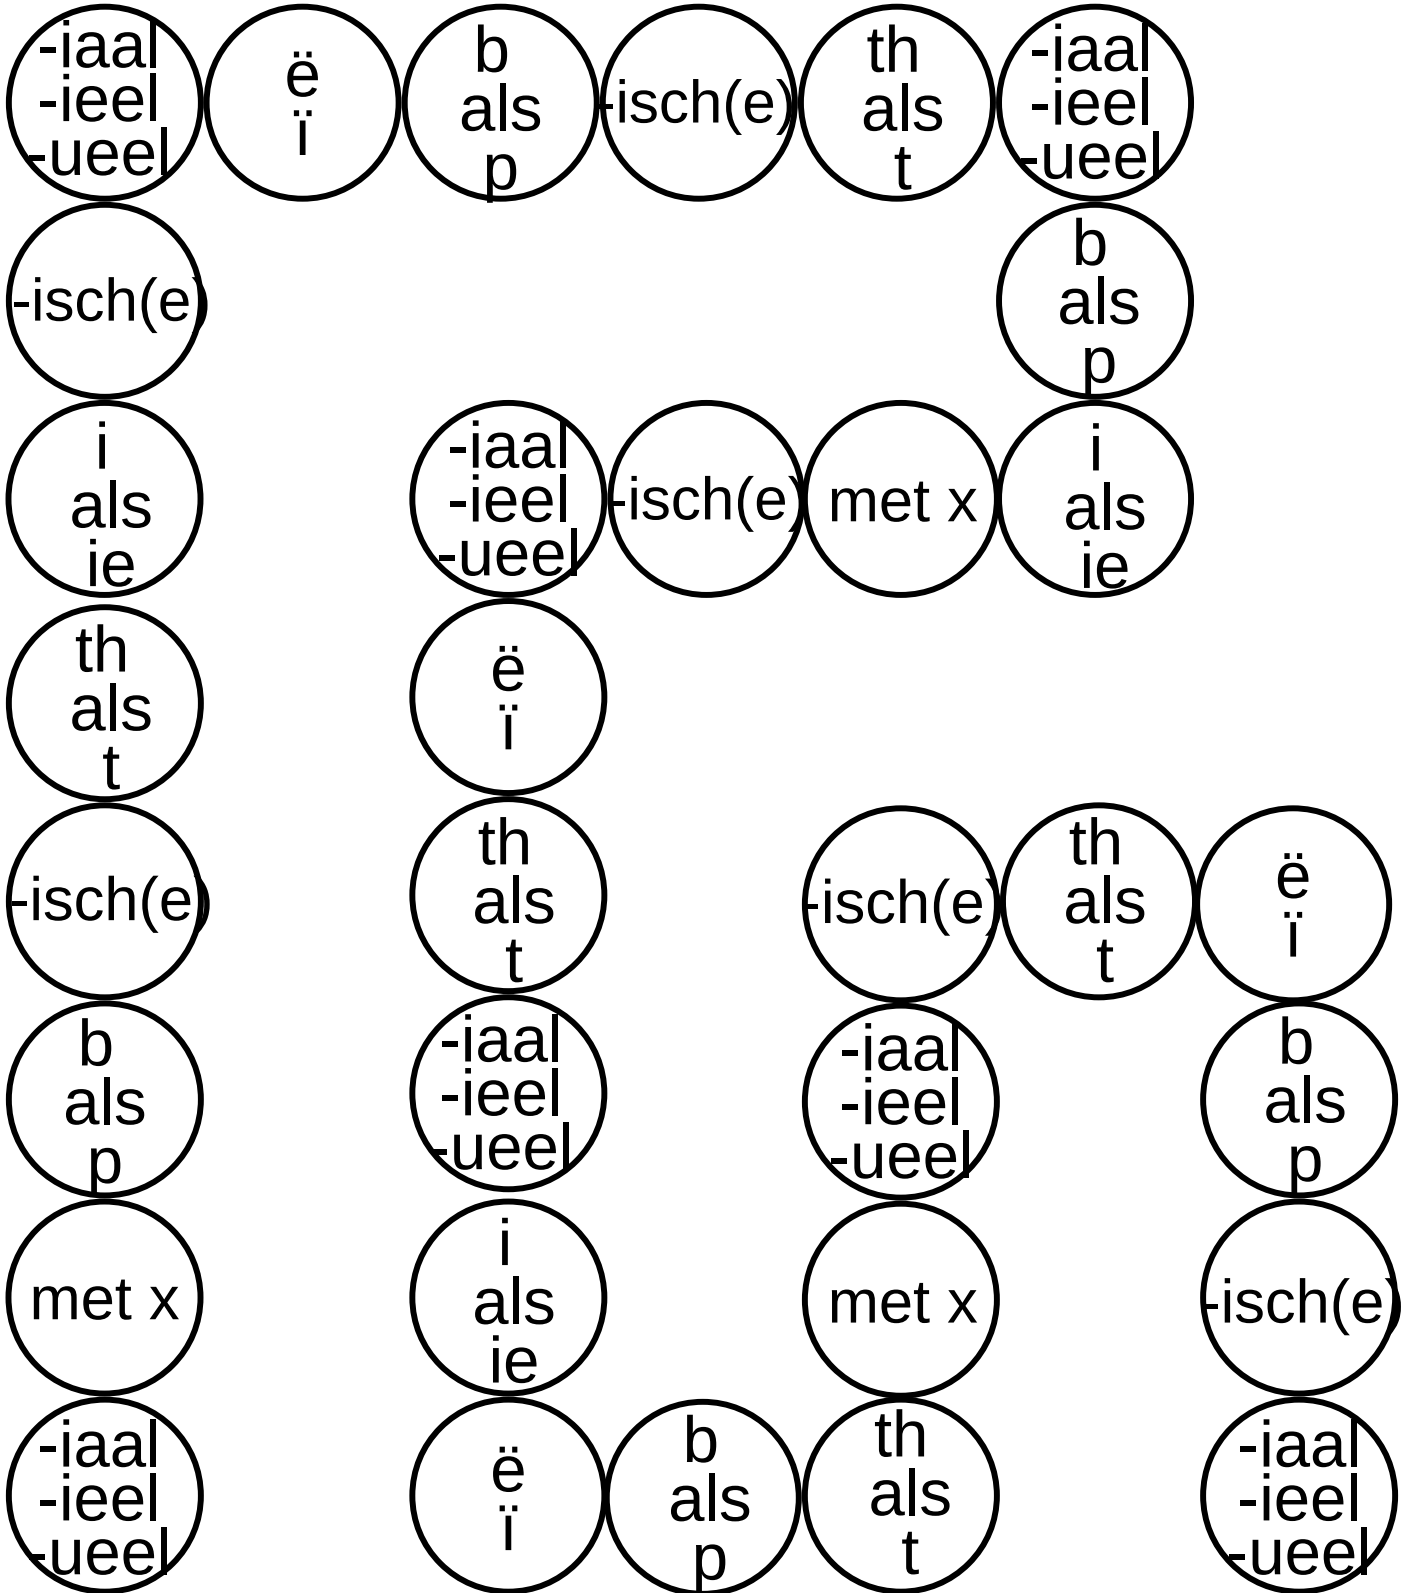 -iaal
-ieel
-ueel
ë
ï
b
als
p
-isch(e)
th
als
t
-iaal
-ieel
-ueel
-isch(e)
b
als
p
i
als
ie
-iaal
-ieel
-ueel
-isch(e)
met x
i
als
ie
th
als
t
ë
ï
-isch(e)
th
als
t
-isch(e)
th
als
t
ë
ï
b
als
p
-iaal
-ieel
-ueel
-iaal
-ieel
-ueel
b
als
p
met x
i
als
ie
met x
-isch(e)
-iaal
-ieel
-ueel
ë
ï
b
als
p
th
als
t
-iaal
-ieel
-ueel